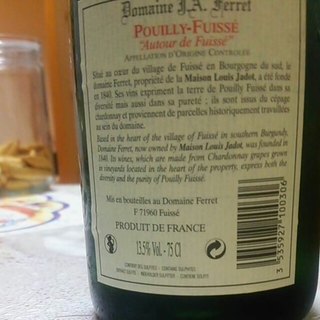 Domaine J.A. Ferret
POUILLY-FUISSÉ
"Autour de Fuissé"
APPELLATION D'ORIGINE CONTRÔLÉE
Situé au cœur du village de Fuissé en Bourgogne du sud, le
domaine Ferret, propriété de la Maison Louis Jadot, a été fondé
en 1840. Ses vins expriment la terre de Pouilly Fuissé dans sa
diversité mais aussi dans sa pureté ; ils sont issus du cépage
chardonnay et proviennent de parcelles historiquement travaillées
au sein du domaine.
Based in the heart of the village of Fuissé in southern Burgundy,
Domaine Ferret, now owned by Maison Louis Jadot, was founded
in 1840. Its wines, which are made from Chardonnay grapes grown
in vineyards located in the heart of the property, express both the
diversity and the purity of Pouilly Fuissé.
Mis en bouteilles au Domaine Ferret
F 71960 Fuissé
PRODUIT DE FRANCE
13,5% Vol - 75 Cl
3 535927 100306